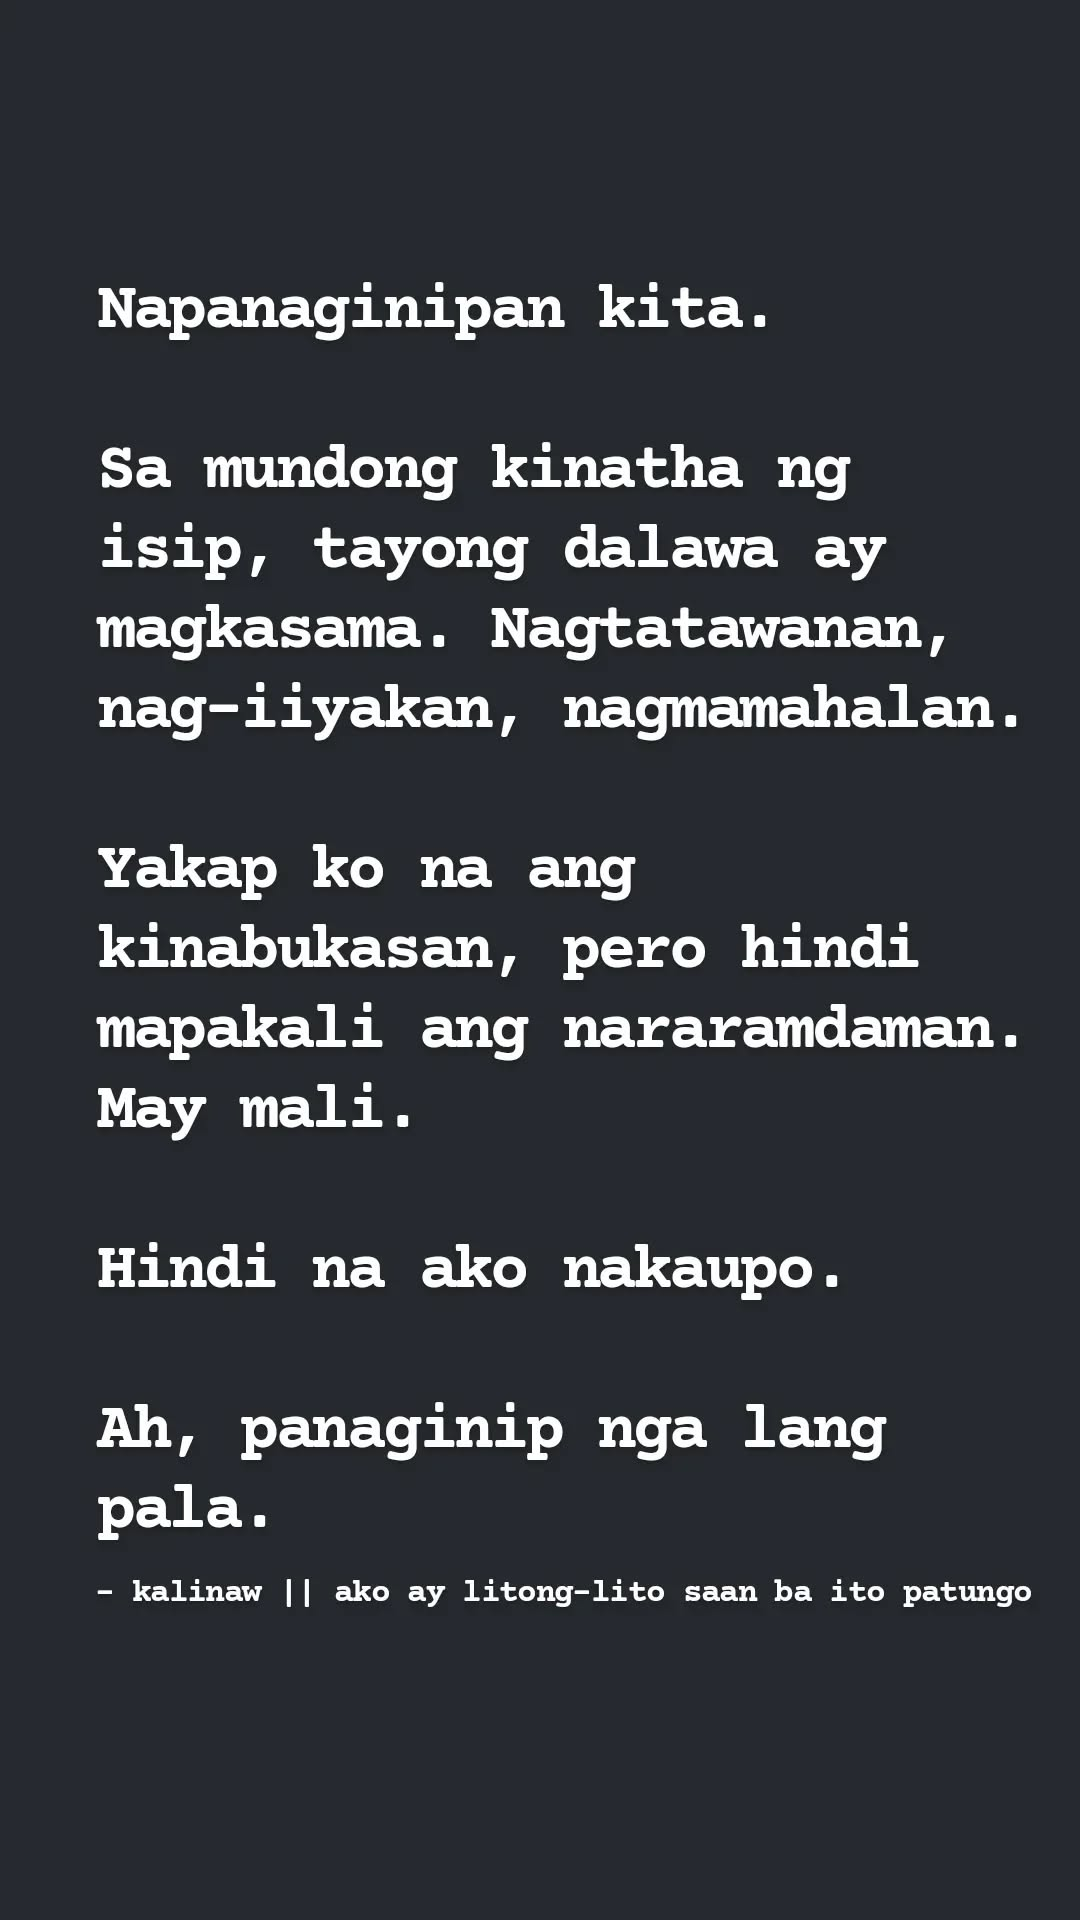 Napanaginipan kita.
Sa mundong kinatha ng
isip, tayong dalawa ay
magkasama. Nagtatawanan,
nag-iiyakan, nagmamahalan.
Yakap ko na ang
kinabukasan, pero hindi
mapakali ang nararamdaman.
May mali.
Hindi na ako nakaupo.
Ah, panaginip nga lang
pala.
- kalinaw || ako ay litong-lito saan ba ito patungo